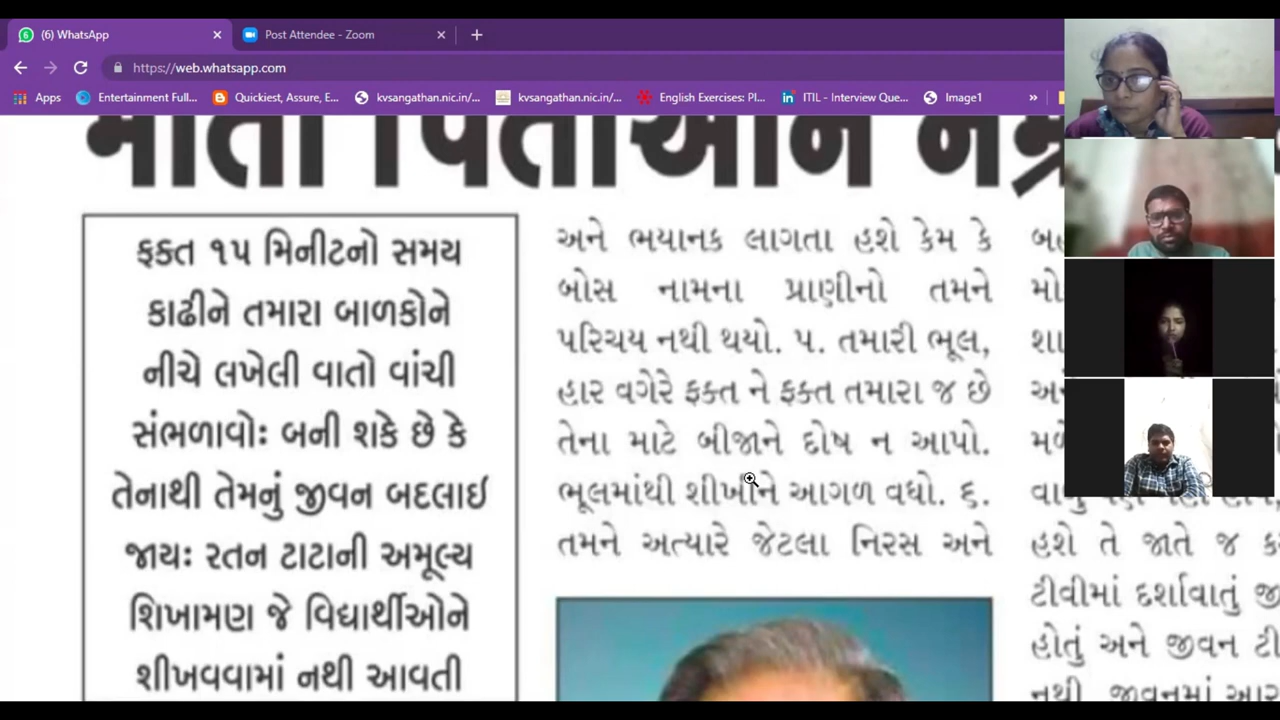 (6) WhatsApp
Post Attendee - Zoom
https://web.whatsapp.com
Apps
Entertainment Full...
Quickiest, Assure, E...
kvsangathan.nic.in/...
kvsangathan.nic.in/...
English Exercises: Pl...
ITIL - Interview Que...
Image1
»
માતા પિતાઓને
ફક્ત ૧૫ મિનીટનો સમય
કાઢીને તમારા બાળકોને
નીચે લખેલી વાતો વાંચી
સંભળાવોઃ બની શકે છે કે
તેનાથી તેમનું જીવન બદલાઈ
જાયઃ રતન ટાટાની અમૂલ્ય
શિખામણ જે વિદ્યાર્થીઓને
શીખવવામાં નથી આવતી
અને ભયાનક લાગતા હશે કેમ કે
બોસ નામના પ્રાણીનો તમને
પરિચય નથી થયો. ૫. તમારી ભૂલ,
હાર વગેરે ફક્ત ને ફક્ત તમારા જ છે
તેના માટે બીજાને દોષ ન આપો.
ભૂલમાંથી શીખીને આગળ વધો. ૬.
તમને અત્યારે જેટલા નિરસ અને
હશે તે જાતે જ
ટીવીમાં દર્શાવાતું
હોતું અને જીવન
નથી. જીવનમાં